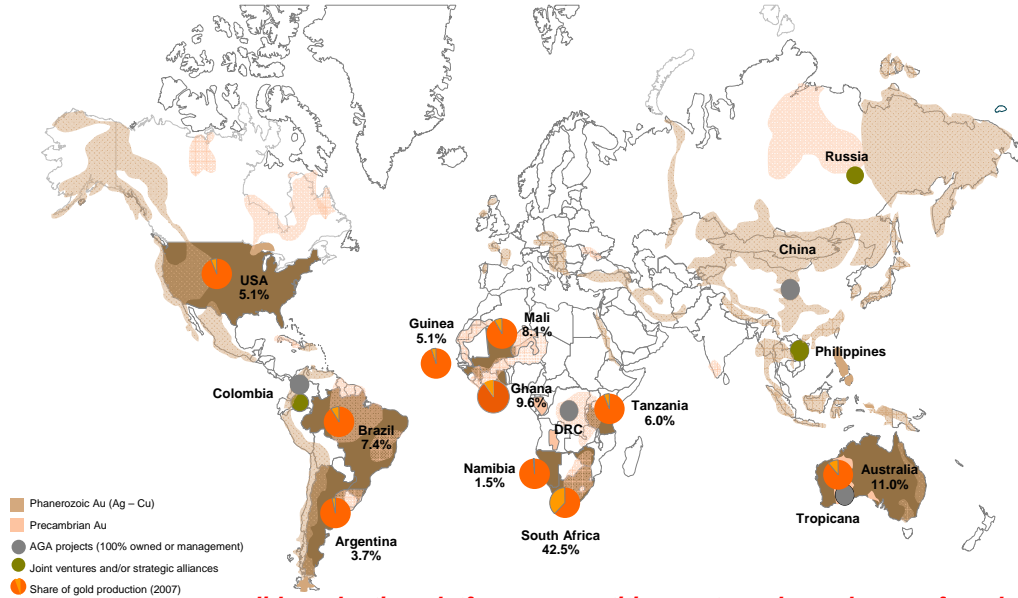 Russia
China
USA
5.1%
Guinea
5.1%
Mali
8.1%
Philippines
Colombia
Ghana
9.6%
Tanzania
6.0%
DRC
Brazil
7.4%
Namibia
1.5%
Australia
11.0%
Tropicana
South Africa
42.5%
Argentina
3.7%
Phanerozoic Au (Ag – Cu)
Precambrian Au
AGA projects (100% owned or management)
Joint ventures and/or strategic alliances
Share of gold production (2007)